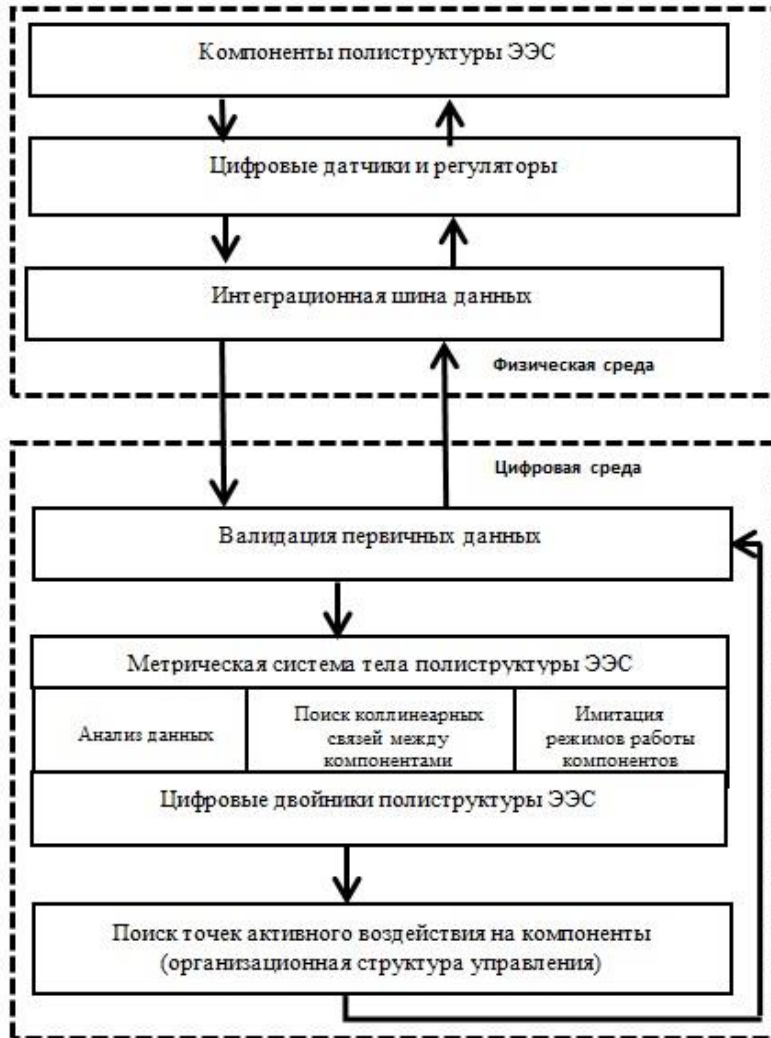 Компоненты полиструктуры ЭЭС
Цифровые датчики и регуляторы
Интеграционная шина данных
Физическая среда
Цифровая среда
Валидация первичных данных
Метрическая система тела полиструктуры ЭЭС
Анализ данных
Поиск коллинеарных
связей между
компонентами
Имитация
режимов работы
компонентов
Цифровые двойники полиструктуры ЭЭС
Поиск точек активного воздействия на компоненты
(организационная структура управления)